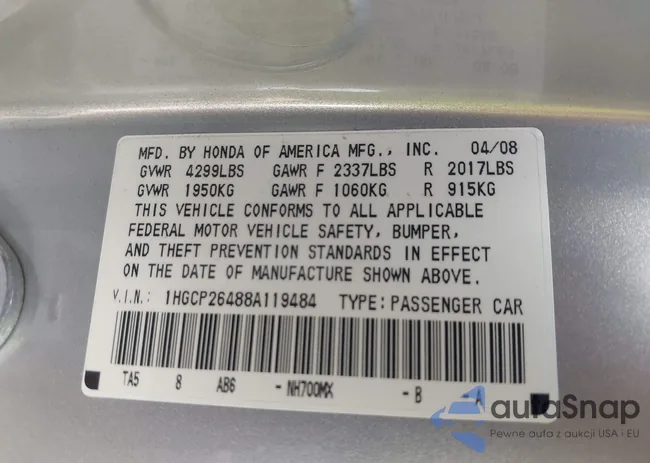 MFD. BY HONDA OF AMERICA MFG., INC. 04/08
GVWR 4299LBS GAWR F 2337LBS R 2017LBS
GVWR 1950KG GAWR F 1060KG R 915KG
THIS VEHICLE CONFORMS TO ALL APPLICABLE
FEDERAL MOTOR VEHICLE SAFETY, BUMPER,
AND THEFT PREVENTION STANDARDS IN EFFECT
ON THE DATE OF MANUFACTURE SHOWN ABOVE.
V.I.N.: 1HGCP26488A119484 TYPE: PASSENGER CAR
TA5 8 AB6 - NH700MX - B A
autaSnap
Pewne auta z aukcji USA i EU